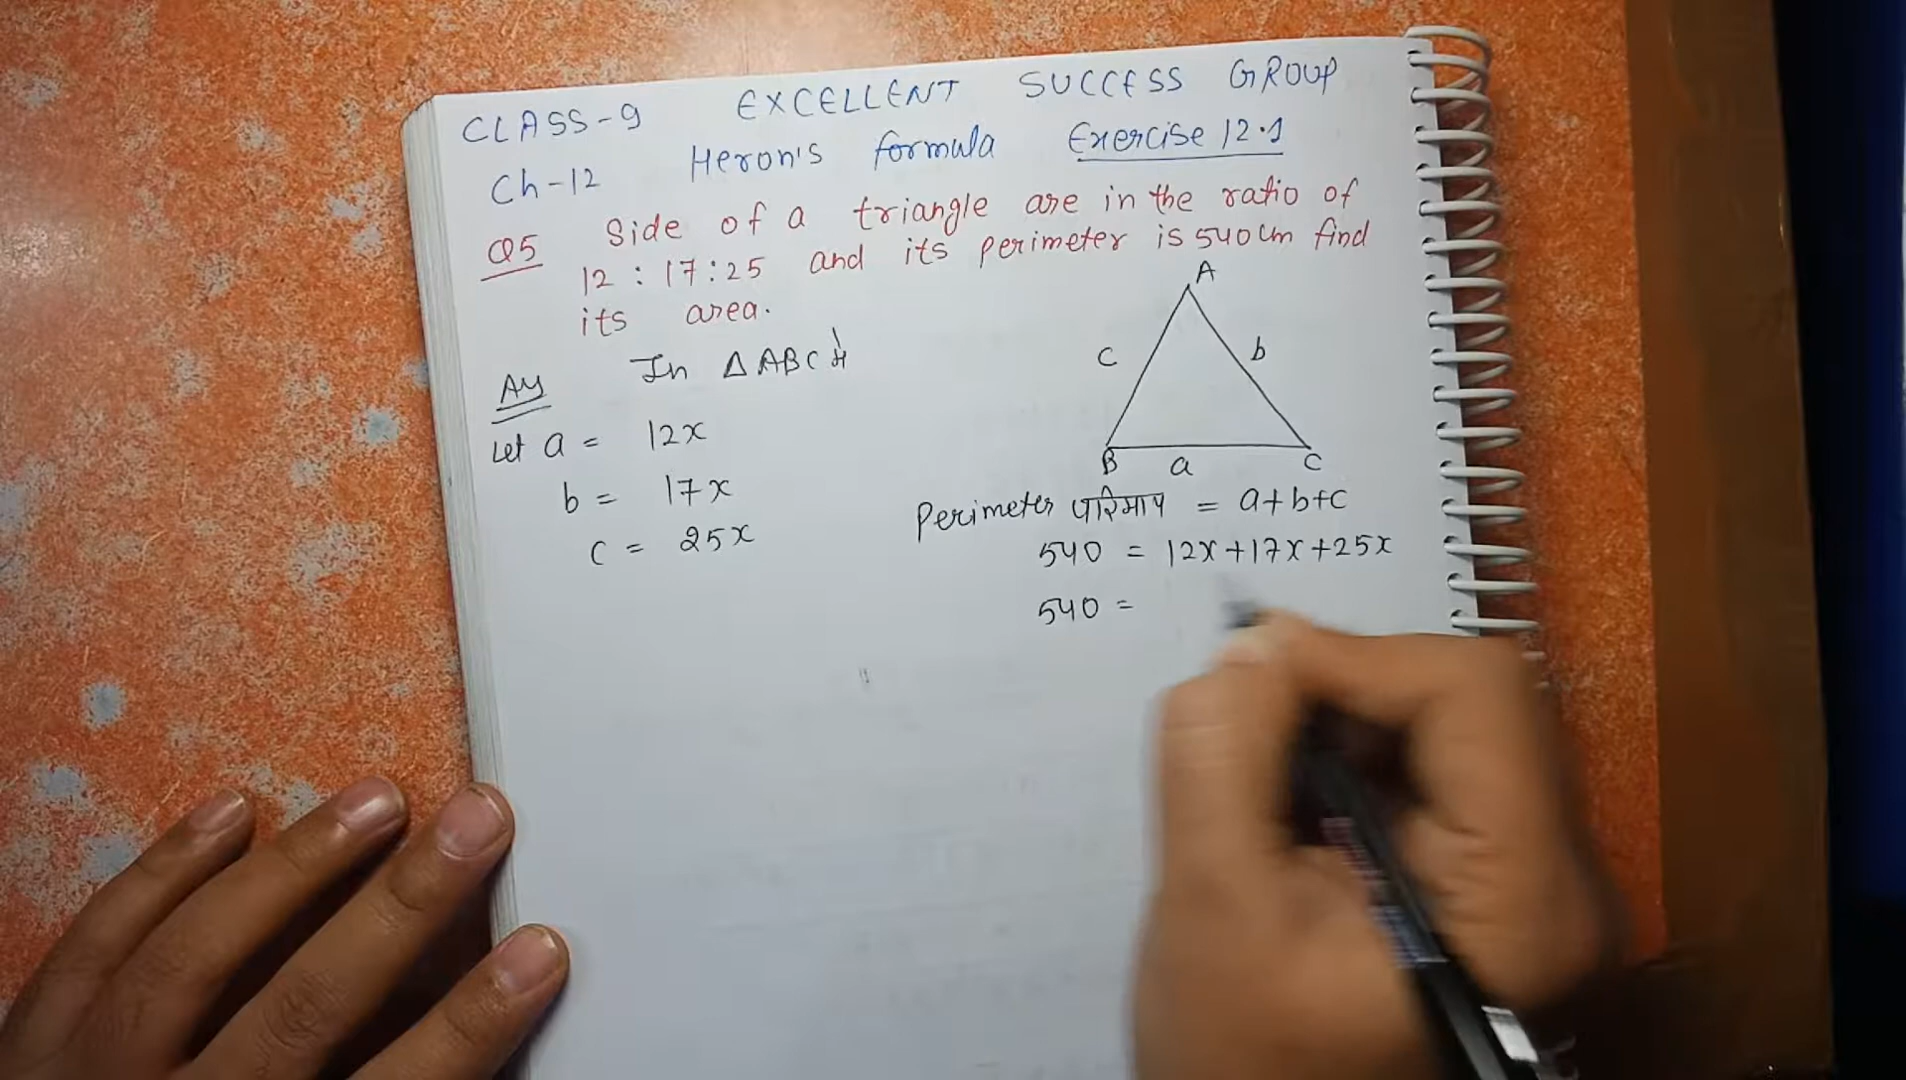 CLASS-9 EXCELLENT SUCCESS GROUP
Ch-12 Heron's formula Exercise 12.1
Q5 Side of a triangle are in the ratio of
12 : 17 : 25 and its perimeter is 540 cm find
its area.
In △ABC में
Let a = 12x
b = 17x
c = 25x
A
c b
B a C
Perimeter परिमाप = a+b+c
540 = 12x+17x+25x
540 =